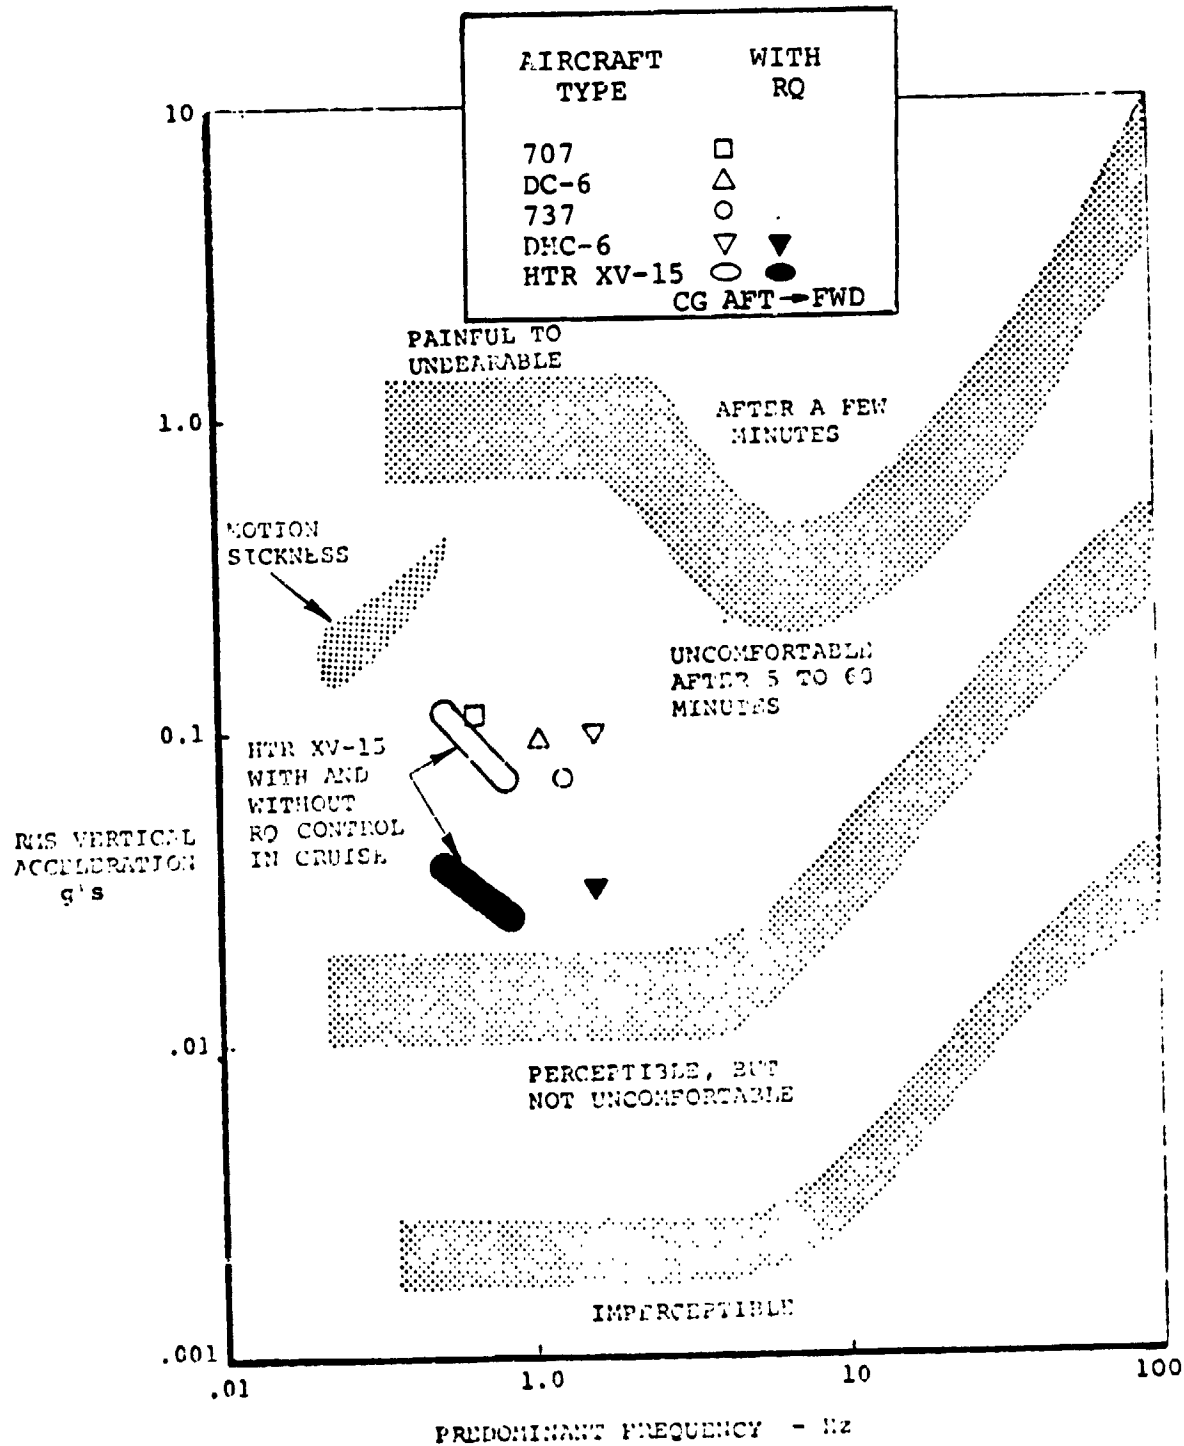 AIRCRAFT WITH
TYPE RQ
707
DC-6
737
DHC-6
HTR XV-15
CG AFT→FWD
10
PAINFUL TO
UNBEARABLE
1.0
AFTER A FEW
MINUTES
MOTION
SICKNESS
UNCOMFORTABLE
AFTER 5 TO 60
MINUTES
0.1
HTR XV-15
WITH AND
WITHOUT
RQ CONTROL
IN CRUISE
RMS VERTICAL
ACCELERATION
g's
.01
PERCEPTIBLE, BUT
NOT UNCOMFORTABLE
IMPERCEPTIBLE
.001
.01 1.0 10 100
PREDOMINANT FREQUENCY - Hz